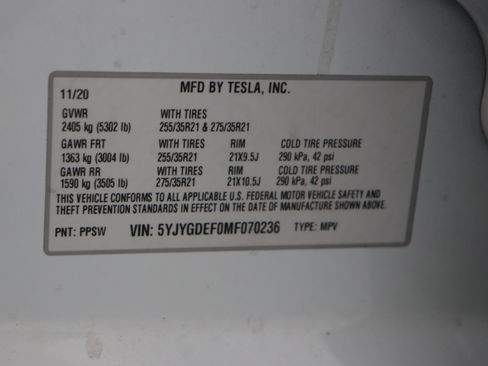 11/20 MFD BY TESLA, INC.
GVWR WITH TIRES
2405 kg (5302 lb) 255/35R21 & 275/35R21
GAWR FRT WITH TIRES RIM COLD TIRE PRESSURE
1363 kg (3004 lb) 255/35R21 21X9.5J 290 kPa, 42 psi
GAWR RR WITH TIRES RIM COLD TIRE PRESSURE
1590 kg (3505 lb) 275/35R21 21X10.5J 290 kPa, 42 psi
THIS VEHICLE CONFORMS TO ALL APPLICABLE U.S. FEDERAL MOTOR VEHICLE SAFETY AND
THEFT PREVENTION STANDARDS IN EFFECT ON THE DATE OF MANUFACTURE SHOWN ABOVE.
PNT: PPSW VIN: 5YJYGDEF0MF070236 TYPE: MPV